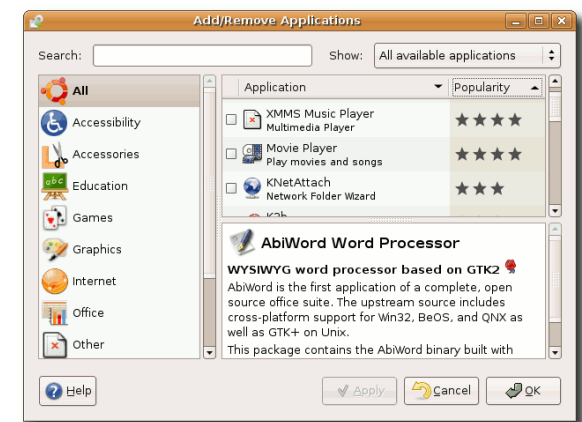 Add/Remove Applications
Search:
Show: All available applications
All
Accessibility
Accessories
abc
Education
Games
Graphics
Internet
Office
Other
Application
Popularity
XMMS Music Player
Multimedia Player
Movie Player
Play movies and songs
KNetAttach
Network Folder Wizard
AbiWord Word Processor
WYSIWYG word processor based on GTK2
AbiWord is the first application of a complete, open
source office suite. The upstream source includes
cross-platform support for Win32, BeOS, and QNX as
well as GTK+ on Unix.
This package contains the AbiWord binary built with
Help
Apply
Cancel
OK